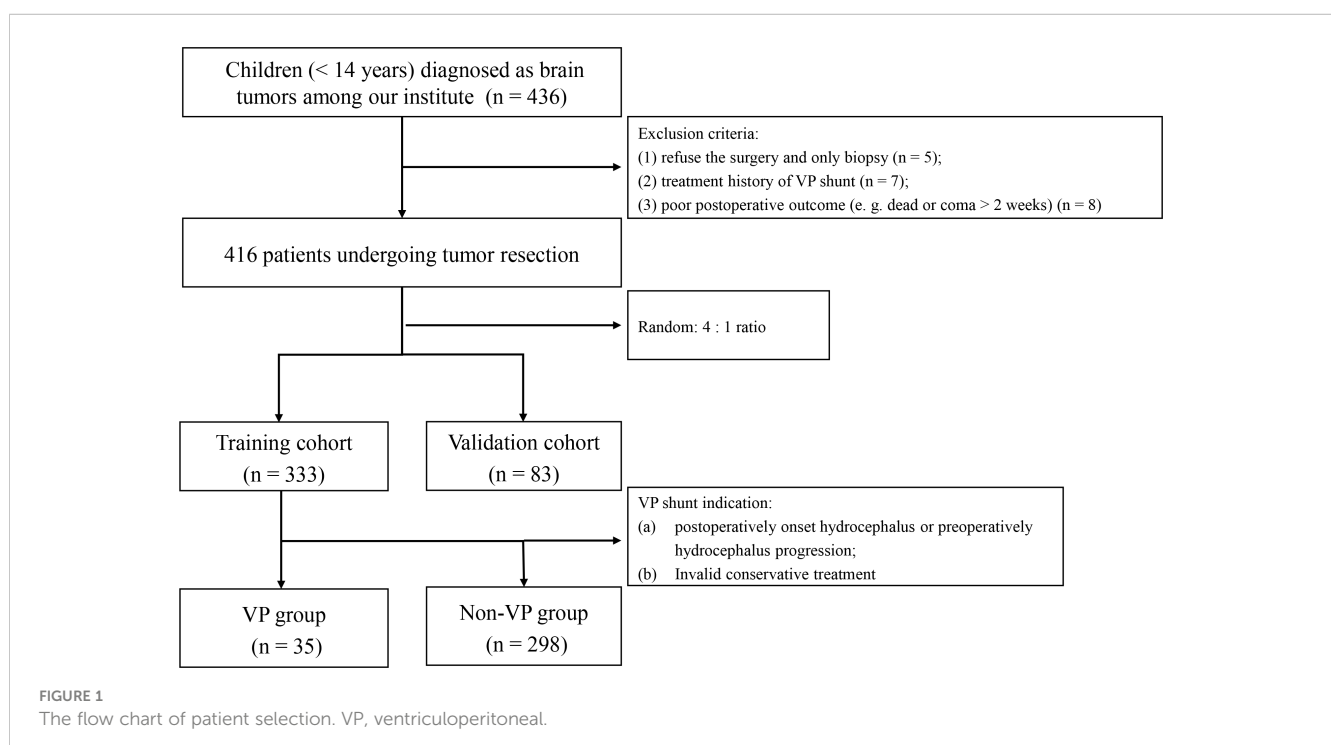 Children (< 14 years) diagnosed as brain
tumors among our institute (n = 436)
Exclusion criteria:
(1) refuse the surgery and only biopsy (n = 5);
(2) treatment history of VP shunt (n = 7);
(3) poor postoperative outcome (e. g. dead or coma > 2 weeks) (n = 8)
416 patients undergoing tumor resection
Random: 4 : 1 ratio
Training cohort
(n = 333)
Validation cohort
(n = 83)
VP shunt indication:
(a) postoperatively onset hydrocephalus or preoperatively
hydrocephalus progression;
(b) Invalid conservative treatment
VP group
(n = 35)
Non-VP group
(n = 298)
FIGURE 1
The flow chart of patient selection. VP, ventriculoperitoneal.